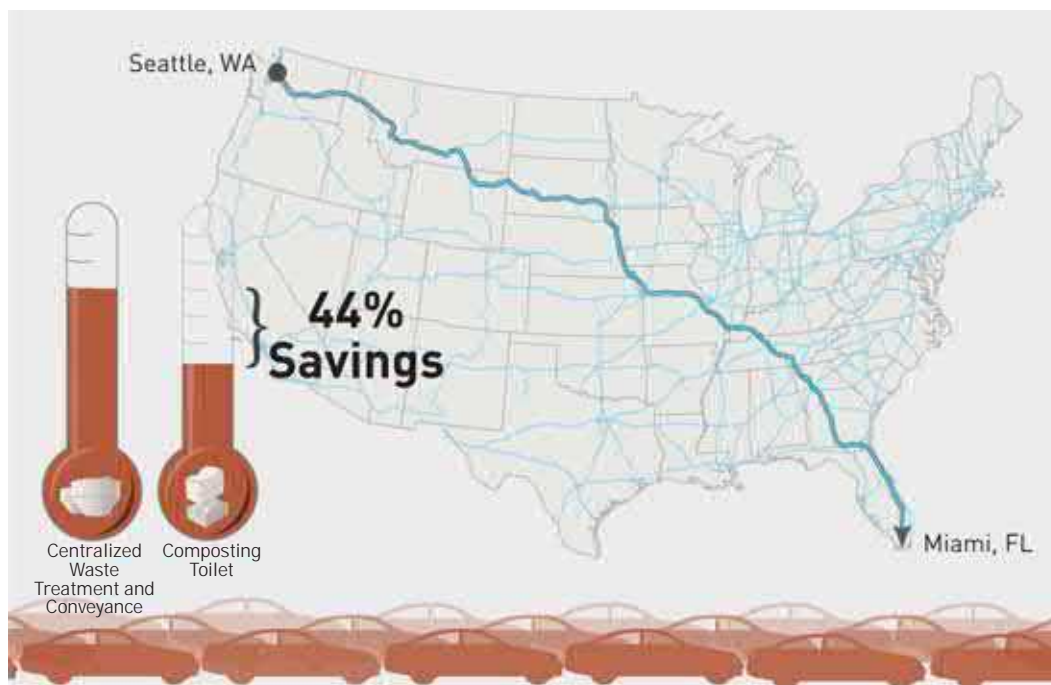 Seattle, WA
44%
Savings
Miami, FL
Centralized
Waste
Treatment and
Conveyance
Composting
Toilet